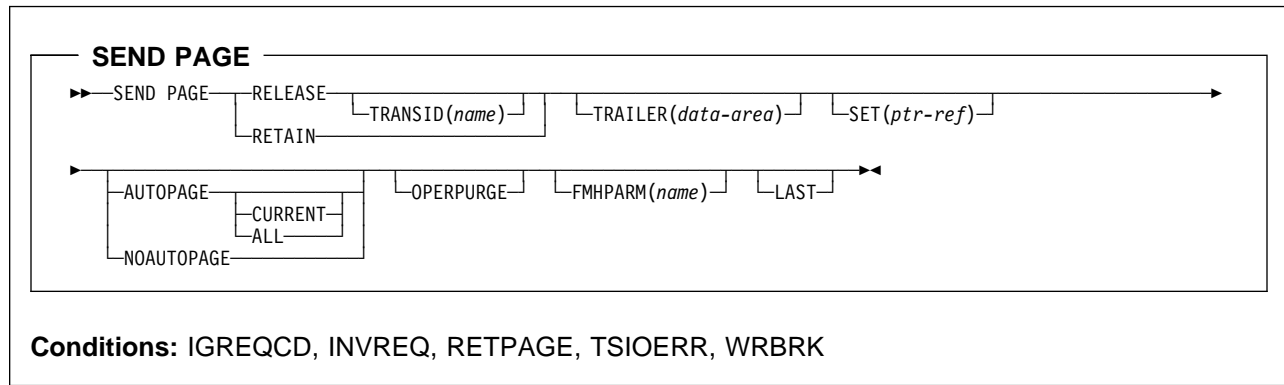 SEND PAGE
SEND PAGE RELEASE TRANSID(name) TRAILER(data-area) SET(ptr-ref)
RETAIN
AUTOPAGE CURRENT OPERPURGE FMHPARM(name) LAST
ALL
NOAUTOPAGE
Conditions: IGREQCD, INVREQ, RETPAGE, TSIOERR, WRBRK